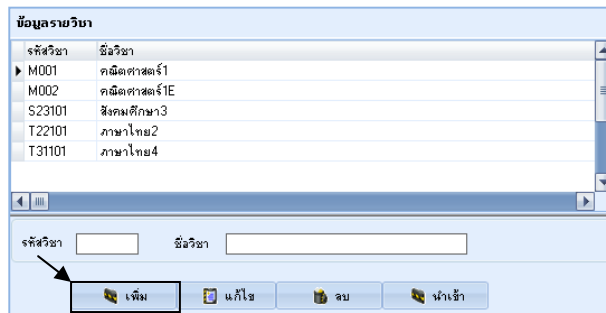 ข้อมูลรายวิชา
รหัสวิชา ชื่อวิชา
M001 คณิตศาสตร์1
M002 คณิตศาสตร์1E
S23101 สังคมศึกษา3
T22101 ภาษาไทย2
T31101 ภาษาไทย4
รหัสวิชา ชื่อวิชา
เพิ่ม แก้ไข ลบ นำเข้า